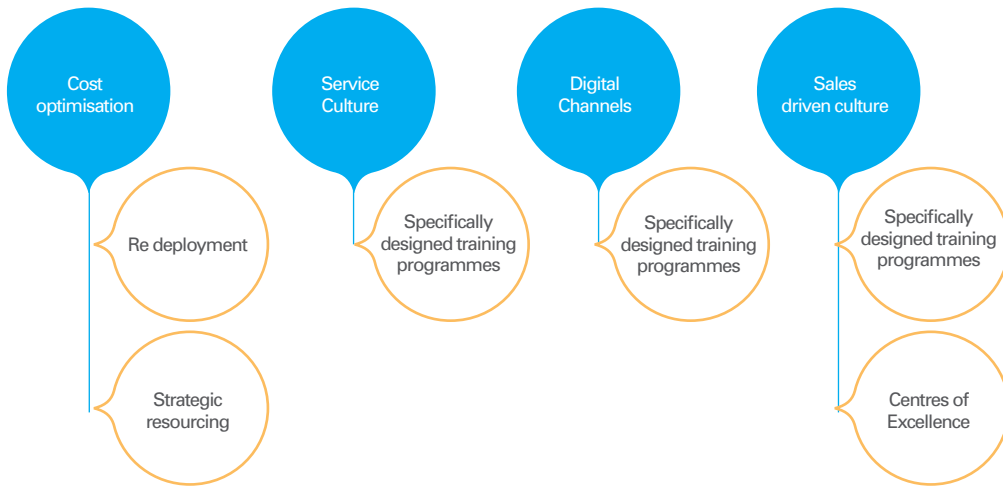 Cost
optimisation
Service
Culture
Digital
Channels
Sales
driven culture
Re deployment
Specifically
designed training
programmes
Specifically
designed training
programmes
Specifically
designed training
programmes
Strategic
resourcing
Centres of
Excellence